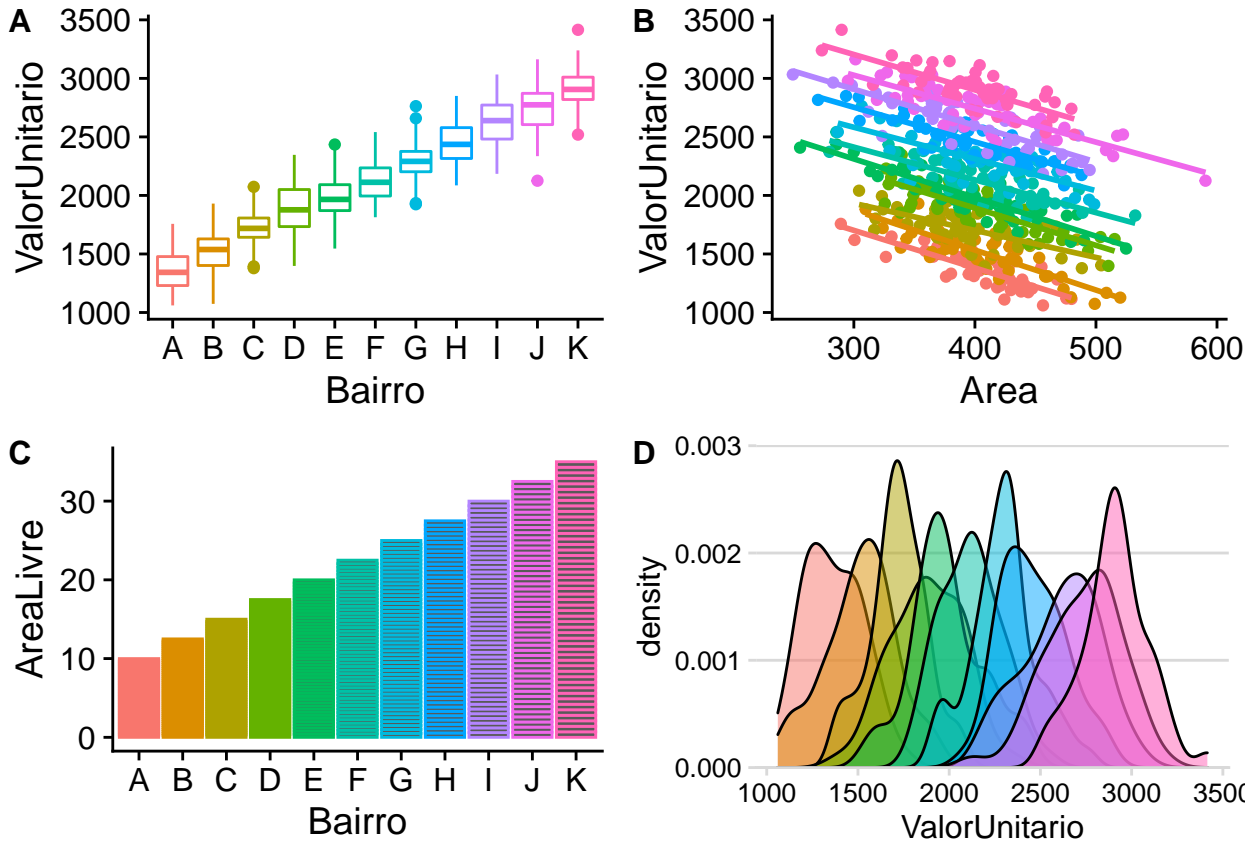 A
ValorUnitario
3500
3000
2500
2000
1500
1000
A B C D E F G H I J K
Bairro
B
ValorUnitario
3500
3000
2500
2000
1500
1000
300 400 500 600
Area
C
AreaLivre
30
20
10
0
A B C D E F G H I J K
Bairro
D
density
0.003
0.002
0.001
0.000
1000 1500 2000 2500 3000 3500
ValorUnitario